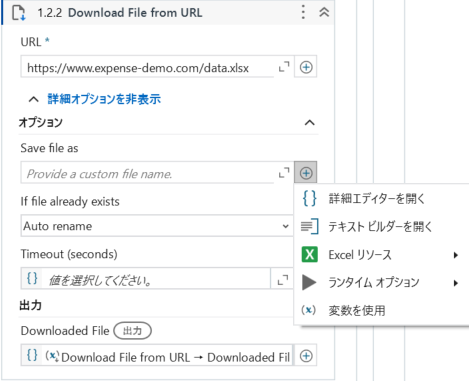 1.2.2 Download File from URL
URL *
https://www.expense-demo.com/data.xlsx
詳細オプションを非表示
オプション
Save file as
Provide a custom file name.
詳細エディターを開く
If file already exists
テキスト ビルダーを開く
Auto rename
Excel リソース
Timeout (seconds)
ランタイム オプション
{} 値を選択してください。
出力
(x) 変数を使用
Downloaded File 出力
{} (x) Download File from URL → Downloaded Fil